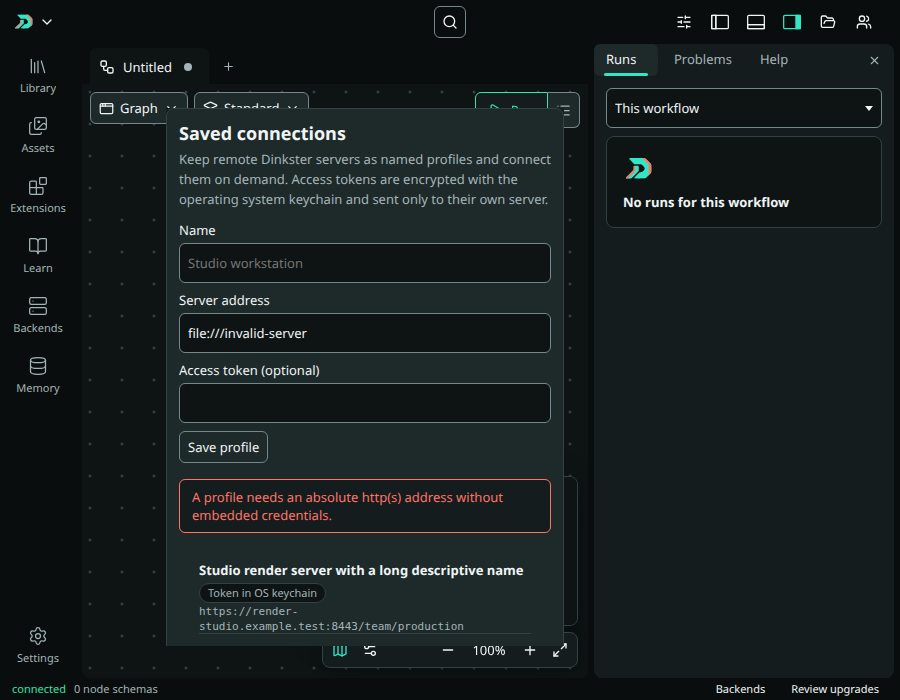 Untitled
Runs
Problems
Help
Library
Assets
Extensions
Learn
Backends
Memory
Settings
Graph
Standard
This workflow
No runs for this workflow
Saved connections
Keep remote Dinkster servers as named profiles and connect
them on demand. Access tokens are encrypted with the
operating system keychain and sent only to their own server.
Name
Studio workstation
Server address
file:///invalid-server
Access token (optional)
Save profile
A profile needs an absolute http(s) address without
embedded credentials.
Studio render server with a long descriptive name
Token in OS keychain
https://render-
studio.example.test:8443/team/production
100%
connected
0 node schemas
Backends
Review upgrades